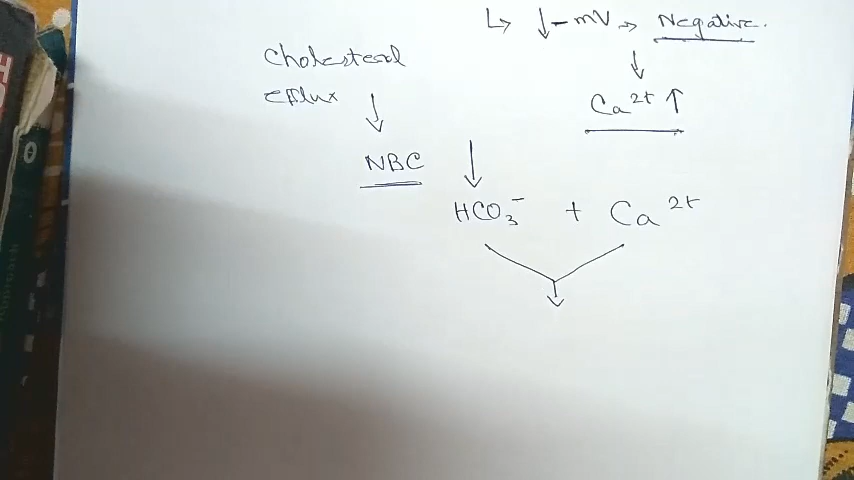 ↳ ↓ -mV → Negative.
Cholesterol
Efflux ↓
↓
Ca²⁺ ↑
NBC ↓
HCO₃⁻ + Ca²⁺